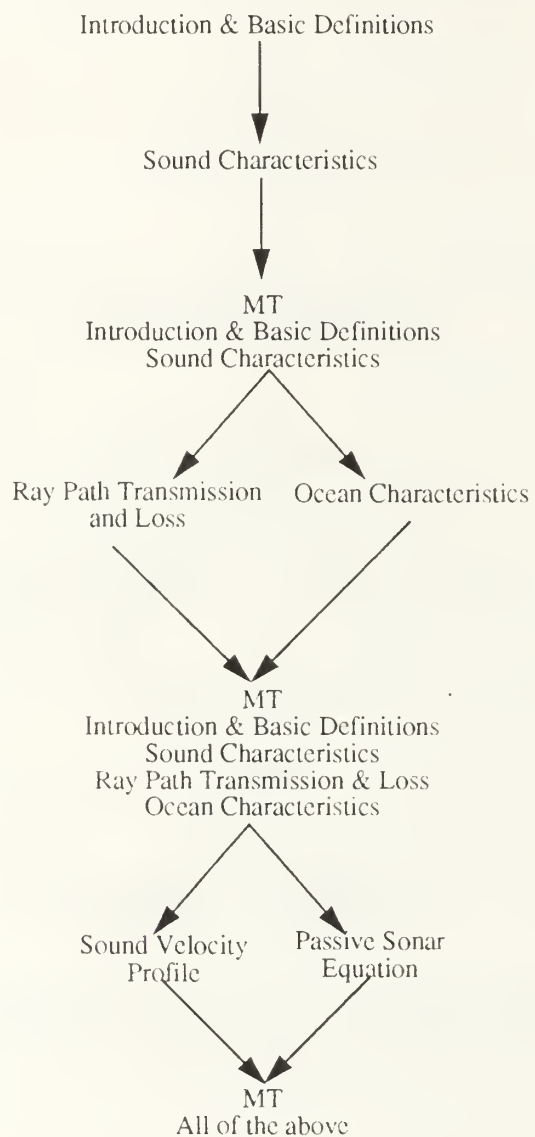 Introduction & Basic Definitions
Sound Characteristics
MT
Introduction & Basic Definitions
Sound Characteristics
Ray Path Transmission
and Loss
Ocean Characteristics
MT
Introduction & Basic Definitions
Sound Characteristics
Ray Path Transmission & Loss
Ocean Characteristics
Sound Velocity
Profile
Passive Sonar
Equation
MT
All of the above